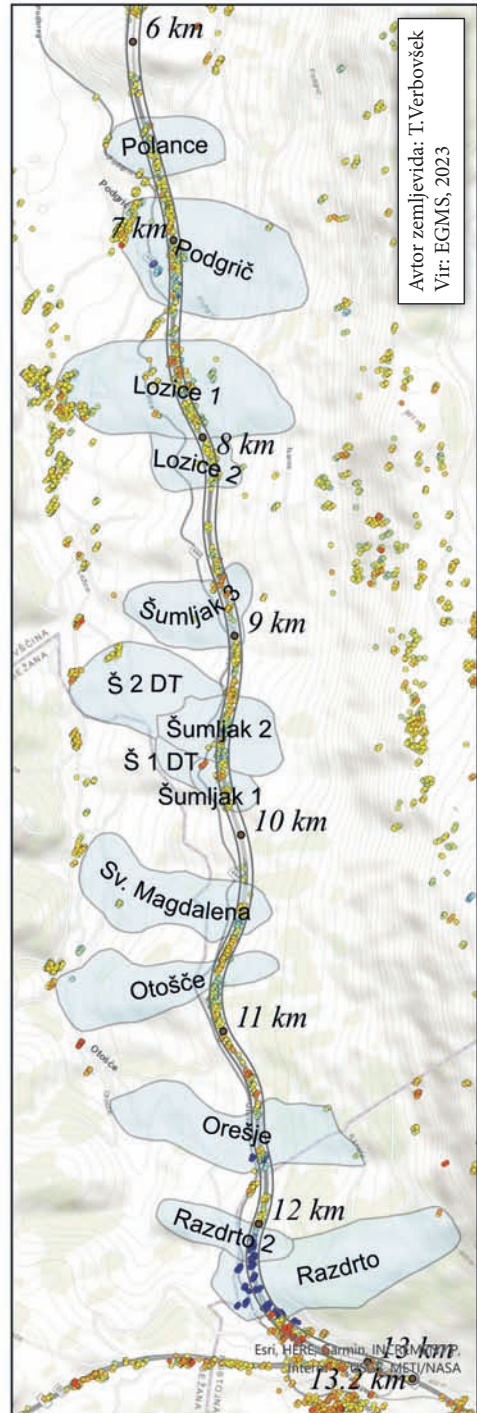 6 km
Avtor zemljevida: T. Verbovšek
Vir: EGMS, 2023
Polance
Podgrič
7 km
Podgrič
Lozice 1
8 km
Lozice 2
Šumljak 3
9 km
Š 2 DT
Šumljak 2
Š 1 DT
Šumljak 1
10 km
Sv. Magdalena
Otošče
11 km
Otošče
Orešje
12 km
Razdrto 2
Razdrto
13 km
Esri, HERE, Garmin,
METI/NASA
13.2 km